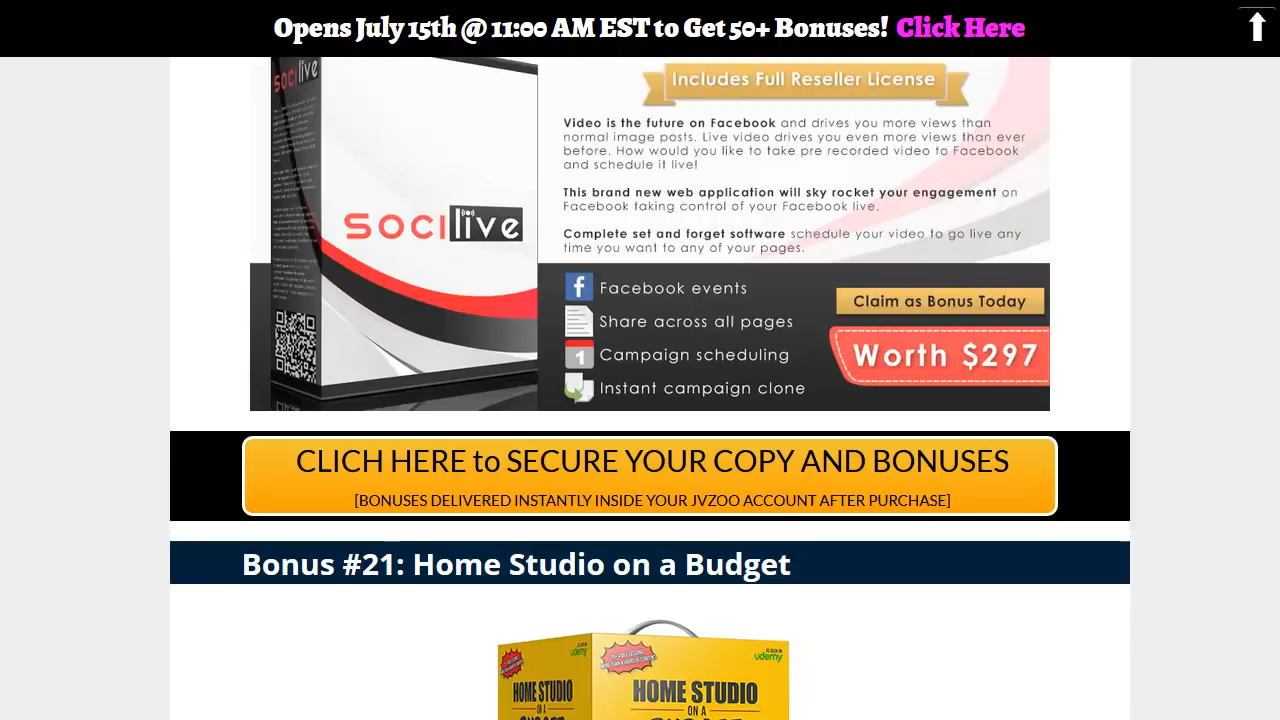 Opens July 15th @ 11:00 AM EST to Get 50+ Bonuses! Click Here
socilive
Includes Full Reseller License
Video is the future on Facebook and drives you more views than
normal image posts. Live video drives you even more views than ever
before. How would you like to take pre recorded video to Facebook
and schedule it live!
This brand new web application will sky rocket your engagement on
Facebook taking control of your Facebook live.
socilive
Complete set and forget software schedule your video to go live any
time you want to any of your pages.
Facebook events
Claim as Bonus Today
Share across all pages
Worth $297
1
Campaign scheduling
Instant campaign clone
CLICH HERE to SECURE YOUR COPY AND BONUSES
[BONUSES DELIVERED INSTANTLY INSIDE YOUR JVZOO ACCOUNT AFTER PURCHASE]
Bonus #21: Home Studio on a Budget
udemy
udemy
HOME STUDIO
ON A
HOME STUDIO
ON A